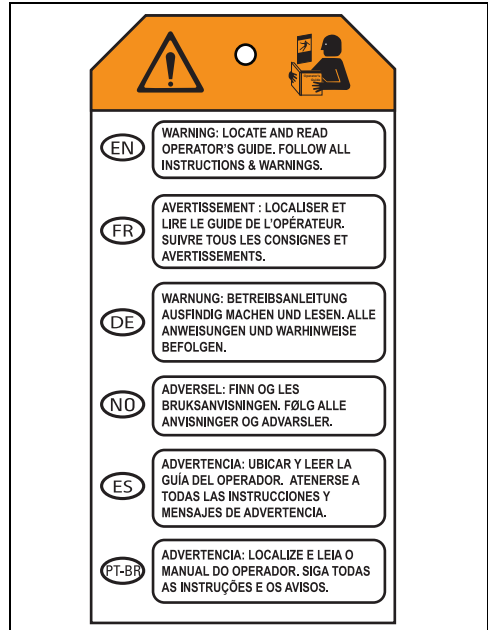 Operator's
Guide
EN
WARNING: LOCATE AND READ
OPERATOR'S GUIDE. FOLLOW ALL
INSTRUCTIONS & WARNINGS.
FR
AVERTISSEMENT : LOCALISER ET
LIRE LE GUIDE DE L'OPÉRATEUR.
SUIVRE TOUS LES CONSIGNES ET
AVERTISSEMENTS.
DE
WARNUNG: BETREIBSANLEITUNG
AUSFINDIG MACHEN UND LESEN. ALLE
ANWEISUNGEN UND WARHINWEISE
BEFOLGEN.
NO
ADVERSEL: FINN OG LES
BRUKSANVISNINGEN. FØLG ALLE
ANVISNINGER OG ADVARSLER.
ES
ADVERTENCIA: UBICAR Y LEER LA
GUÍA DEL OPERADOR. ATENERSE A
TODAS LAS INSTRUCCIONES Y
MENSAJES DE ADVERTENCIA.
PT-BR
ADVERTENCIA: LOCALIZE E LEIA O
MANUAL DO OPERADOR. SIGA TODAS
AS INSTRUÇÕES E OS AVISOS.